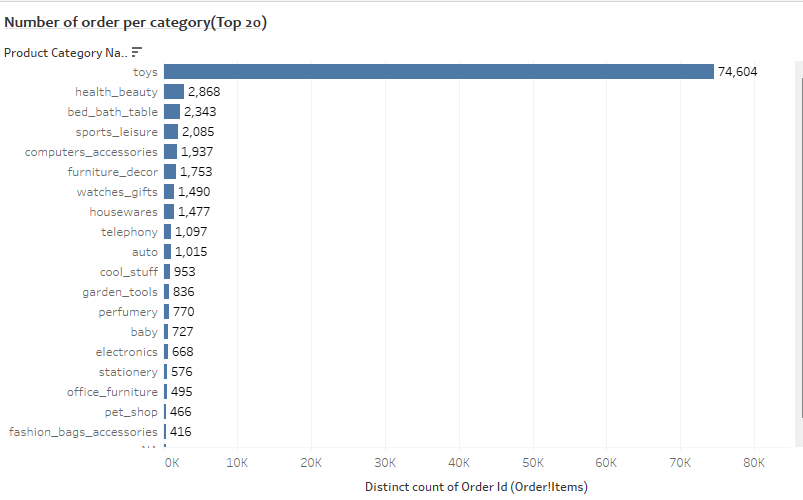 Number of order per category(Top 20)
Product Category Na..
toys 74,604
health_beauty 2,868
bed_bath_table 2,343
sports_leisure 2,085
computers_accessories 1,937
furniture_decor 1,753
watches_gifts 1,490
housewares 1,477
telephony 1,097
auto 1,015
cool_stuff 953
garden_tools 836
perfumery 770
baby 727
electronics 668
stationery 576
office_furniture 495
pet_shop 466
fashion_bags_accessories 416
0K 10K 20K 30K 40K 50K 60K 70K 80K
Distinct count of Order Id (Order!Items)